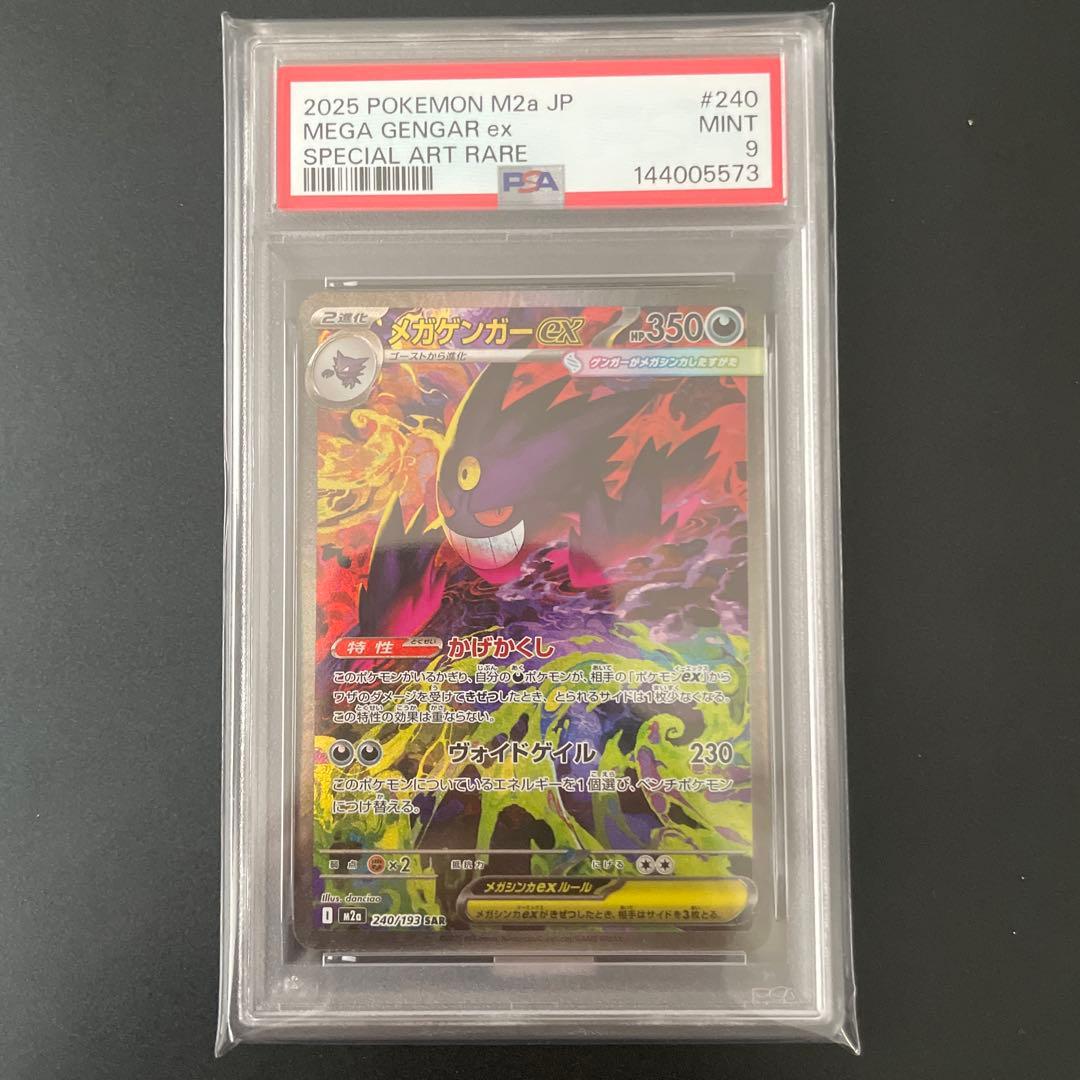 2025 POKEMON M2a JP #240
MEGA GENGAR ex MINT
SPECIAL ART RARE 9
PSA 144005573
2進化 メガゲンガーex HP350
ゴーストから進化 ゲンガーがメガシンカしたすがた
特性 とくせい かげかくし
このポケモンがいるかぎり、自分のポケモンが、相手の「ポケモンex」から
ワザのダメージを受けてきぜつしたとき、とられるサイドは1枚少なくなる。
この特性の効果は重ならない。
ヴォイドゲイル 230
このポケモンについているエネルギーを1個選び、ベンチポケモン
につけ替える。
弱点 ×2 抵抗力 にげる
メガシンカexルール
メガシンカexがきぜつしたとき、相手はサイドを3枚とる。
Illus. danciao
I m2a 240/193 SAR